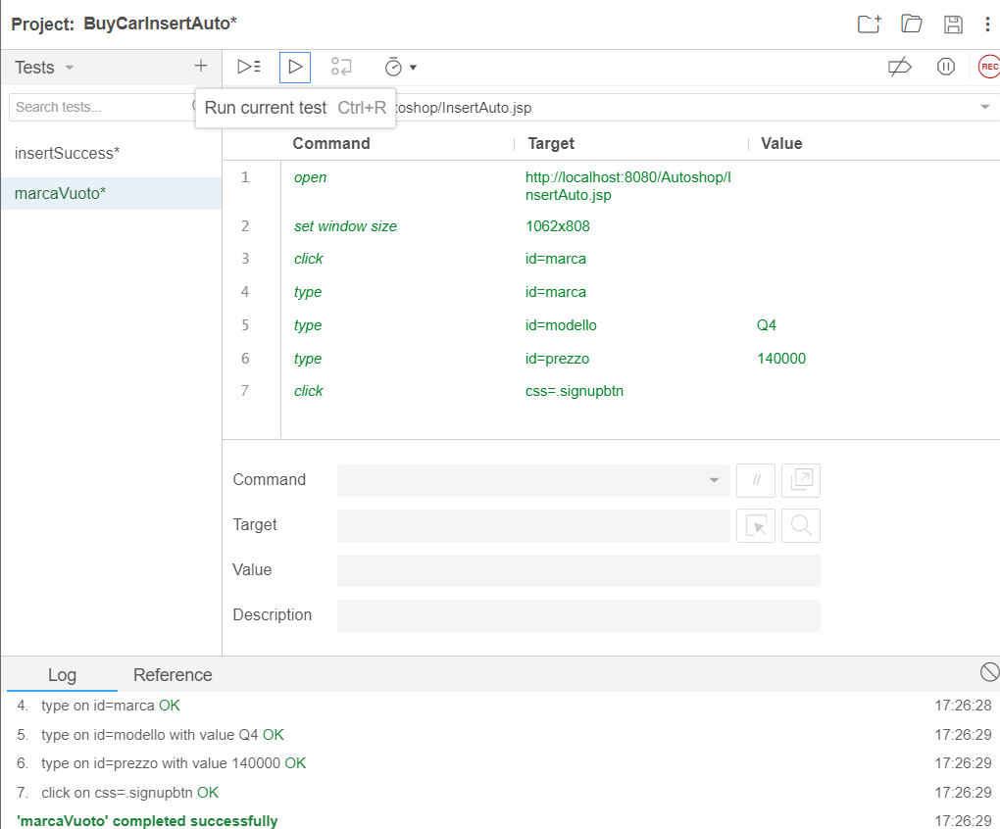 Project: BuyCarInsertAuto*
Tests
REC
Search tests...
Run current test Ctrl+R
toshop/InsertAuto.jsp
insertSuccess*
marcaVuoto*
Command Target Value
1 open http://localhost:8080/Autoshop/I
nsertAuto.jsp
2 set window size 1062x808
3 click id=marca
4 type id=marca
5 type id=modello Q4
6 type id=prezzo 140000
7 click css=.signupbtn
Command //
Target
Value
Description
Log Reference
4. type on id=marca OK 17:26:28
5. type on id=modello with value Q4 OK 17:26:29
6. type on id=prezzo with value 140000 OK 17:26:29
7. click on css=.signupbtn OK 17:26:29
'marcaVuoto' completed successfully 17:26:29